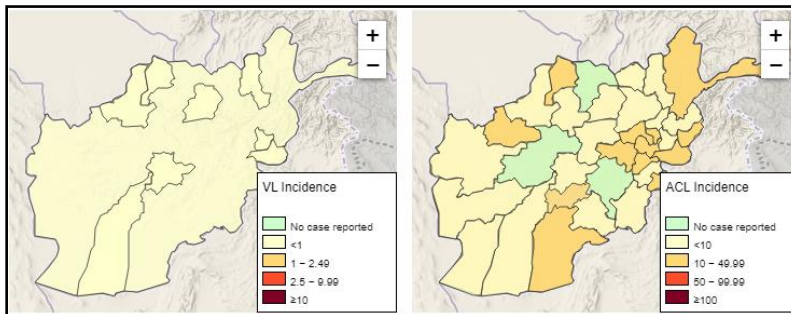 +
−
VL Incidence
No case reported
<1
1 – 2.49
2.5 – 9.99
≥10
+
−
ACL Incidence
No case reported
<10
10 – 49.99
50 – 99.99
≥100